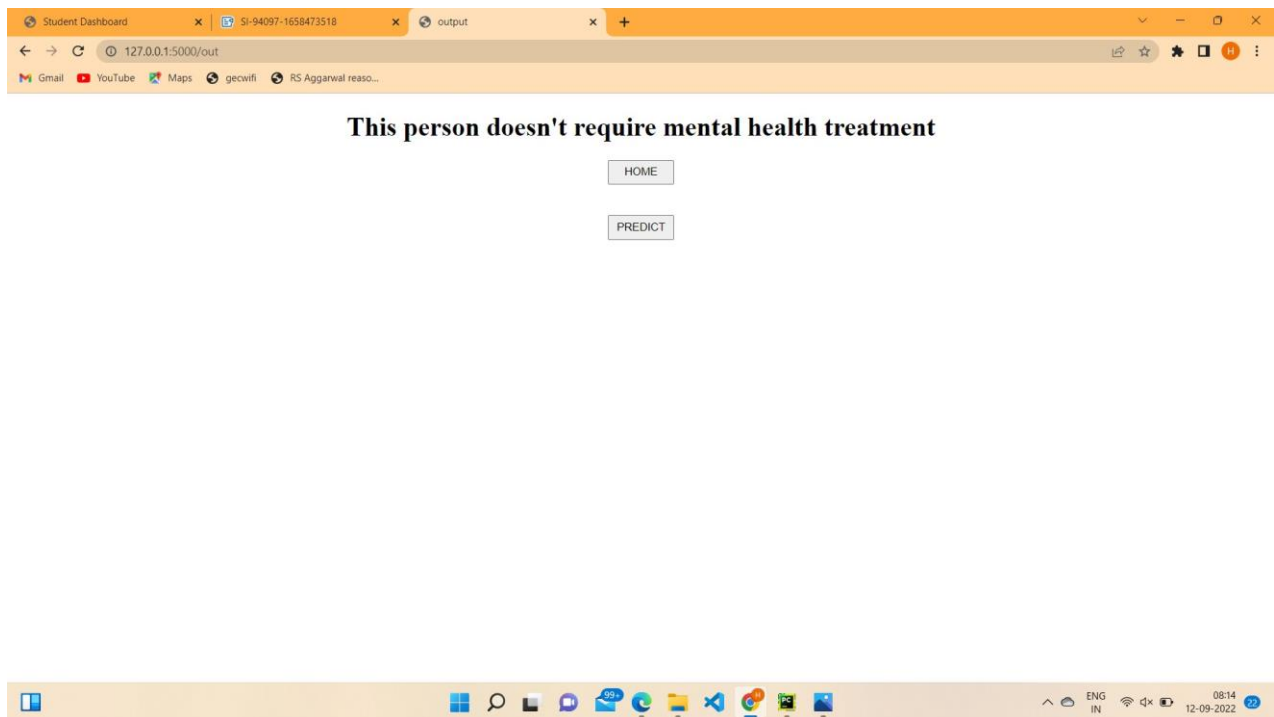 Student Dashboard
SI-94097-1658473518
output
127.0.0.1:5000/out
H
Gmail
YouTube
Maps
gecwifi
RS Aggarwal reaso...
This person doesn't require mental health treatment
HOME
PREDICT
99+
H
PC
ENG
IN
08:14
12-09-2022
22